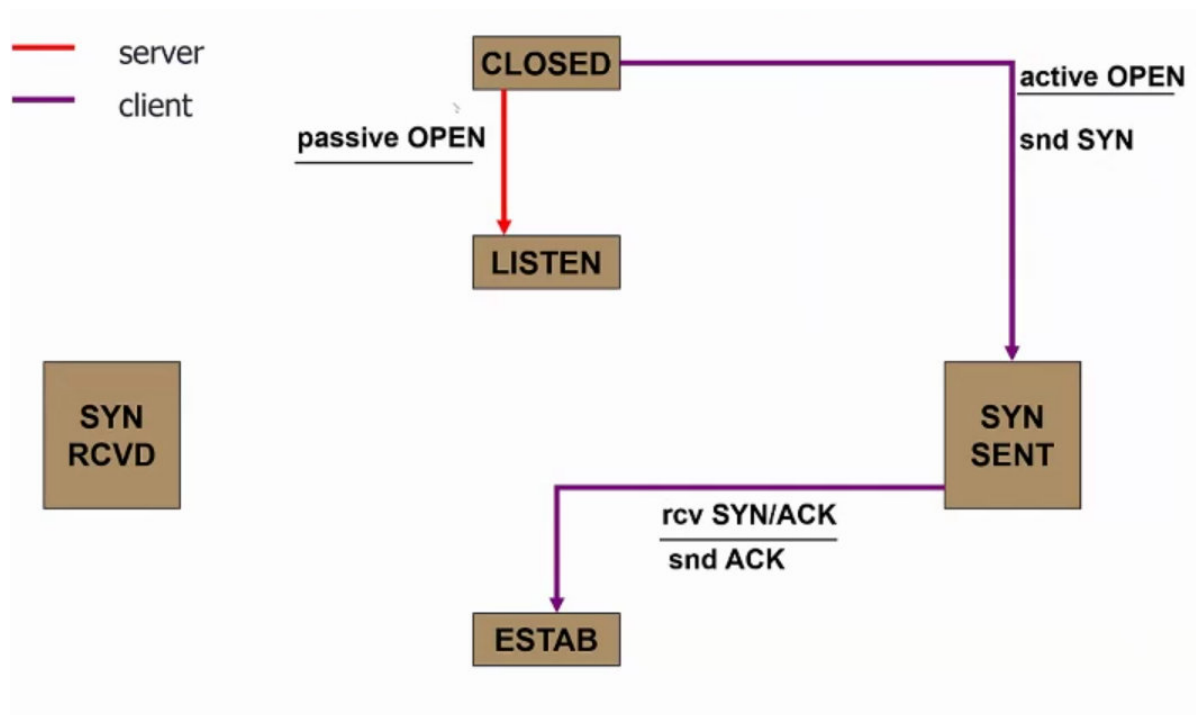 server
client
CLOSED
active OPEN
snd SYN
passive OPEN
LISTEN
SYN
RCVD
SYN
SENT
rcv SYN/ACK
snd ACK
ESTAB